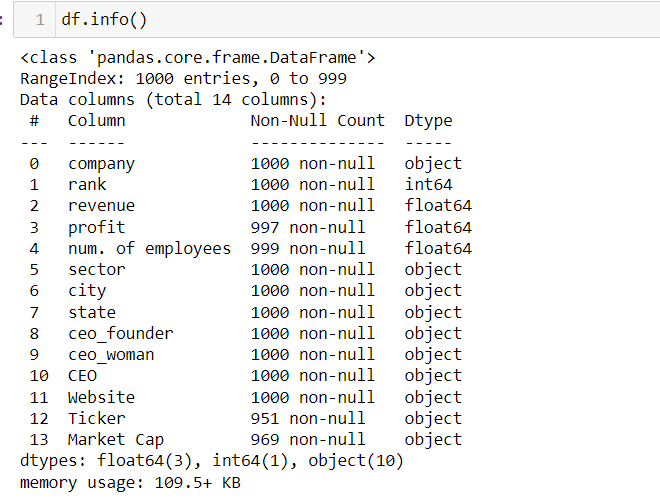 1 df.info()
<class 'pandas.core.frame.DataFrame'>
RangeIndex: 1000 entries, 0 to 999
Data columns (total 14 columns):
 #   Column            Non-Null Count  Dtype
---  ------            --------------  -----
 0   company           1000 non-null   object
 1   rank              1000 non-null   int64
 2   revenue           1000 non-null   float64
 3   profit            997 non-null    float64
 4   num. of employees 999 non-null    float64
 5   sector            1000 non-null   object
 6   city              1000 non-null   object
 7   state             1000 non-null   object
 8   ceo_founder       1000 non-null   object
 9   ceo_woman         1000 non-null   object
 10  CEO               1000 non-null   object
 11  Website           1000 non-null   object
 12  Ticker            951 non-null    object
 13  Market Cap        969 non-null    object
dtypes: float64(3), int64(1), object(10)
memory usage: 109.5+ KB